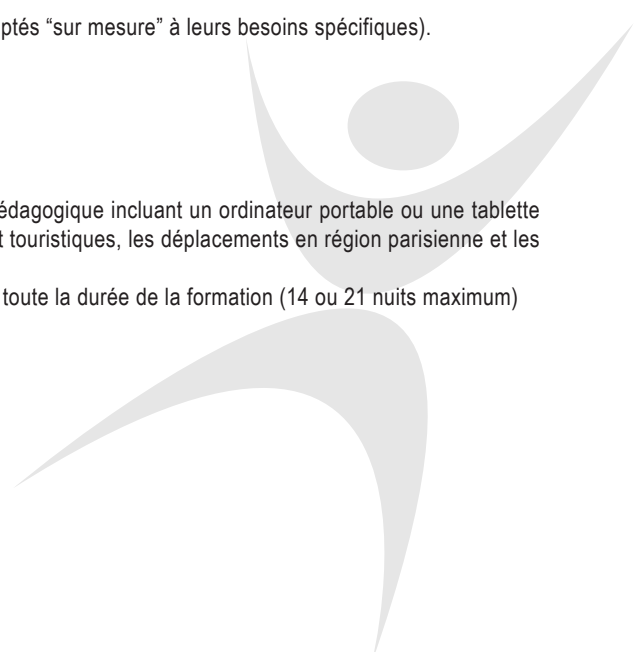 ptés “sur mesure” à leurs besoins spécifiques).
édagogique incluant un ordinateur portable ou une tablette
t touristiques, les déplacements en région parisienne et les
toute la durée de la formation (14 ou 21 nuits maximum)